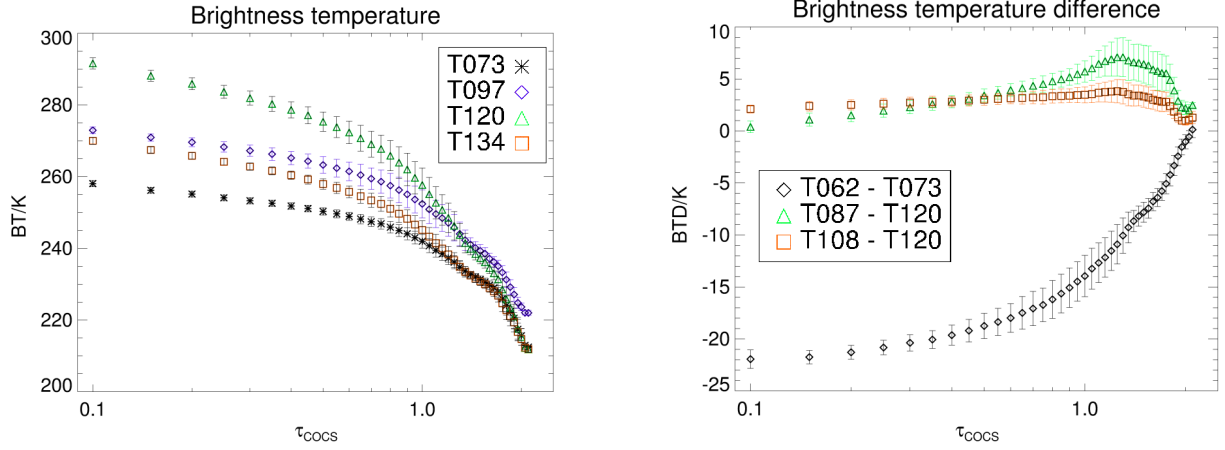 Brightness temperature
300
280
260
240
220
200
BT/K
0.1
1.0
τCOCS
T073
T097
T120
T134
Brightness temperature difference
10
5
0
-5
-10
-15
-20
-25
BTD/K
0.1
1.0
τCOCS
T062 - T073
T087 - T120
T108 - T120